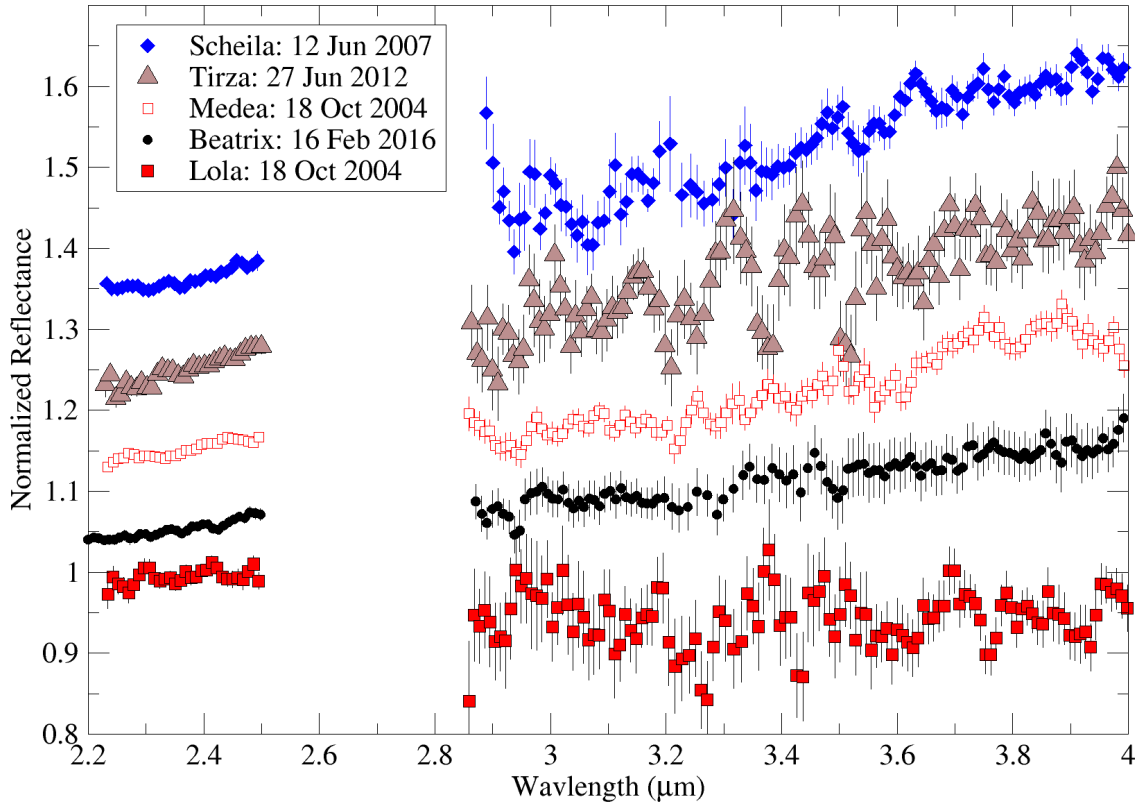 1.6
1.5
1.4
1.3
1.2
1.1
1
0.9
0.8
Normalized Reflectance
Scheila: 12 Jun 2007
Tirza: 27 Jun 2012
Medea: 18 Oct 2004
Beatrix: 16 Feb 2016
Lola: 18 Oct 2004
2.2 2.4 2.6 2.8 3 3.2 3.4 3.6 3.8 4
Wavlength (μm)